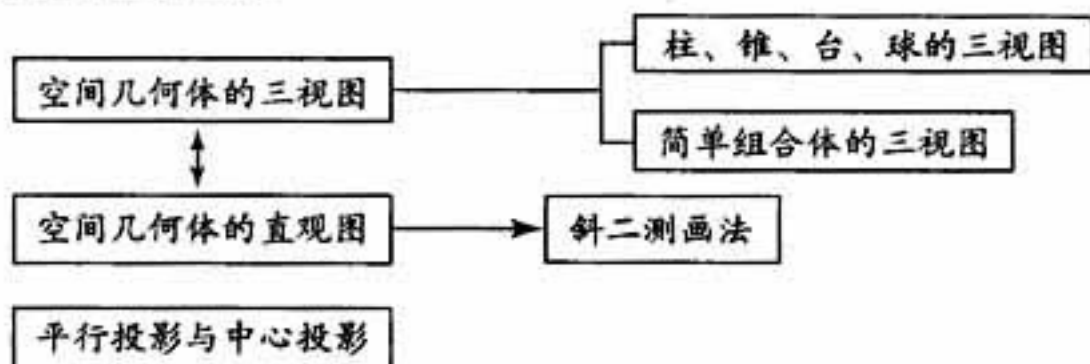 柱、锥、台、球的三视图
空间几何体的三视图
简单组合体的三视图
空间几何体的直观图
斜二测画法
平行投影与中心投影